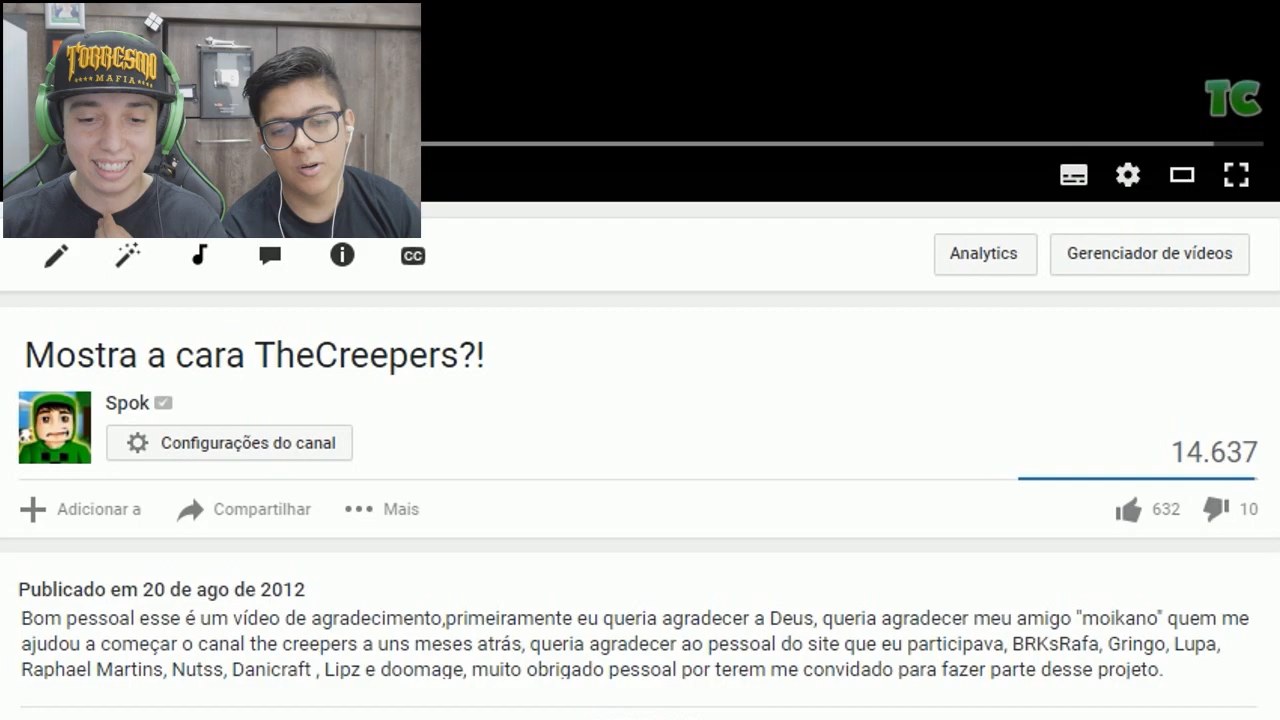 TORRESMO
MAFIA
TC
CC
Analytics
Gerenciador de vídeos
Mostra a cara TheCreepers?!
Spok
Configurações do canal
14.637
Adicionar a
Compartilhar
Mais
632
10
Publicado em 20 de ago de 2012
Bom pessoal esse é um vídeo de agradecimento,primeiramente eu queria agradecer a Deus, queria agradecer meu amigo "moikano" quem me
ajudou a começar o canal the creepers a uns meses atrás, queria agradecer ao pessoal do site que eu participava, BRKsRafa, Gringo, Lupa,
Raphael Martins, Nutss, Danicraft , Lipz e doomage, muito obrigado pessoal por terem me convidado para fazer parte desse projeto.